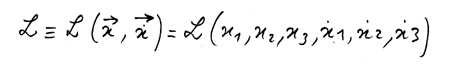 ℒ ≡ ℒ (x⃗, ẋ⃗) = ℒ (x₁, x₂, x₃, ẋ₁, ẋ₂, ẋ₃)